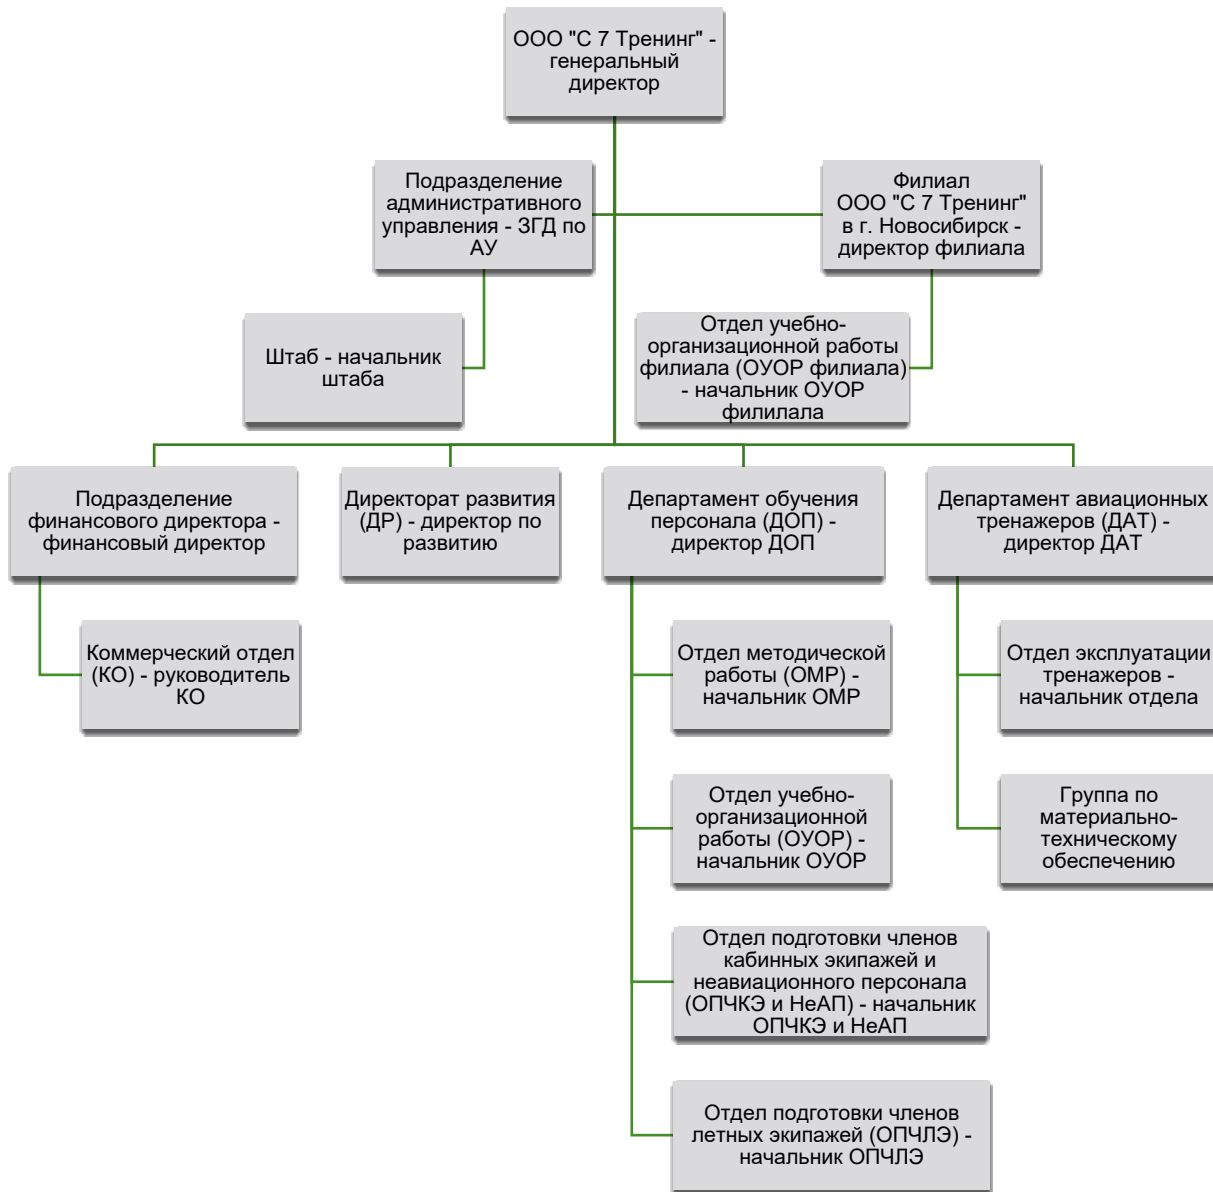 ООО "С 7 Тренинг" -
генеральный
директор
Подразделение
административного
управления - ЗГД по
АУ
Филиал
ООО "С 7 Тренинг"
в г. Новосибирск -
директор филиала
Штаб - начальник
штаба
Отдел учебно-
организационной работы
филиала (ОУОР филиала)
- начальник ОУОР
филилала
Подразделение
финансового директора -
финансовый директор
Директорат развития
(ДР) - директор по
развитию
Департамент обучения
персонала (ДОП) -
директор ДОП
Департамент авиационных
тренажеров (ДАТ) -
директор ДАТ
Коммерческий отдел
(КО) - руководитель
КО
Отдел методической
работы (ОМР) -
начальник ОМР
Отдел эксплуатации
тренажеров -
начальник отдела
Отдел учебно-
организационной
работы (ОУОР) -
начальник ОУОР
Группа по
материально-
техническому
обеспечению
Отдел подготовки членов
кабинных экипажей и
неавиационного персонала
(ОПЧКЭ и НеАП) - начальник
ОПЧКЭ и НеАП
Отдел подготовки членов
летных экипажей (ОПЧЛЭ) -
начальник ОПЧЛЭ